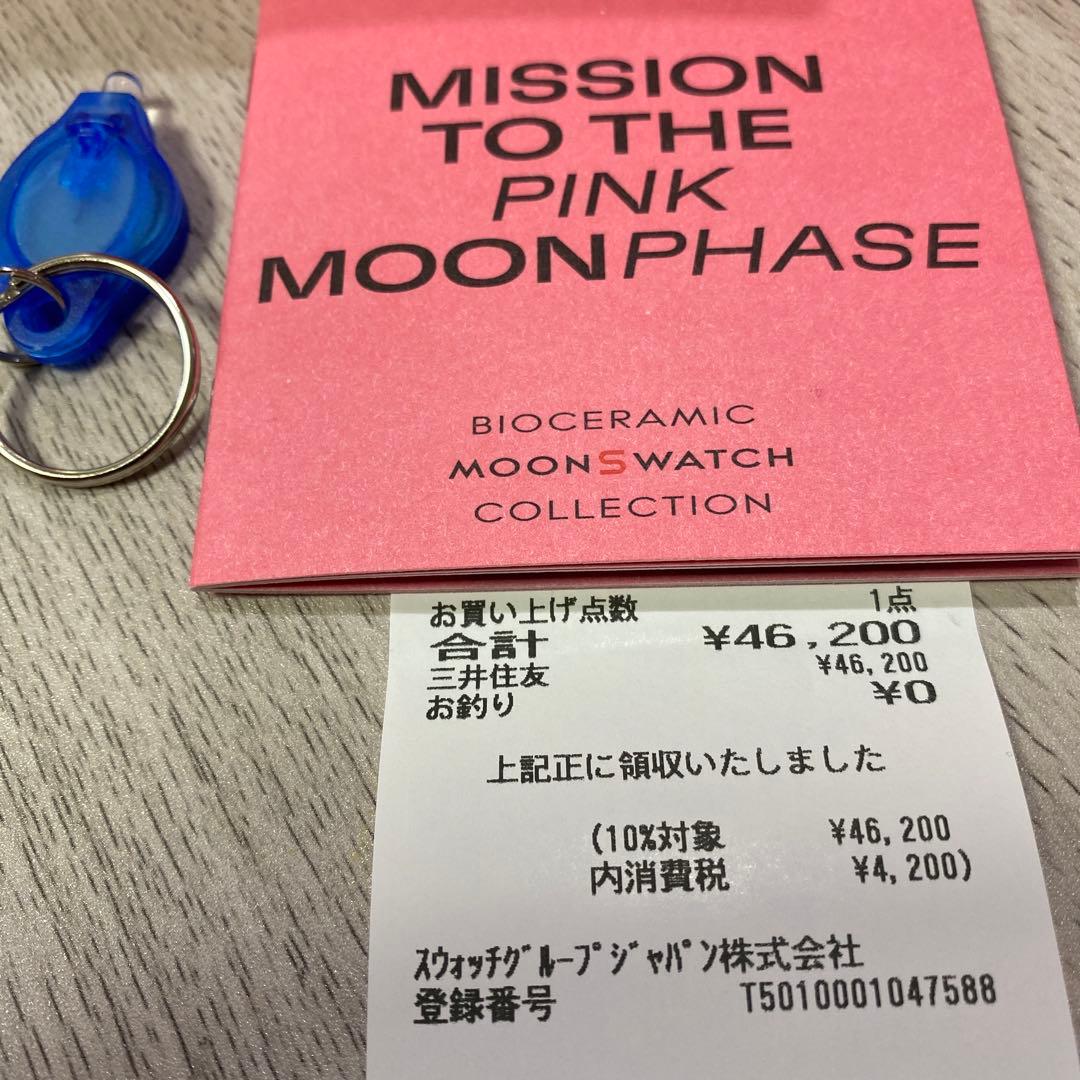 MISSION
TO THE
PINK
MOONPHASE
BIOCERAMIC
MOONSWATCH
COLLECTION
お買い上げ点数 1点
合計 ¥46,200
三井住友 ¥46,200
お釣り ¥0
上記正に領収いたしました
(10%対象 ¥46,200
内消費税 ¥4,200)
ｽｳｫｯﾁｸﾞﾙｰﾌﾟｼﾞｬﾊﾟﾝ株式会社
登録番号 T5010001047588